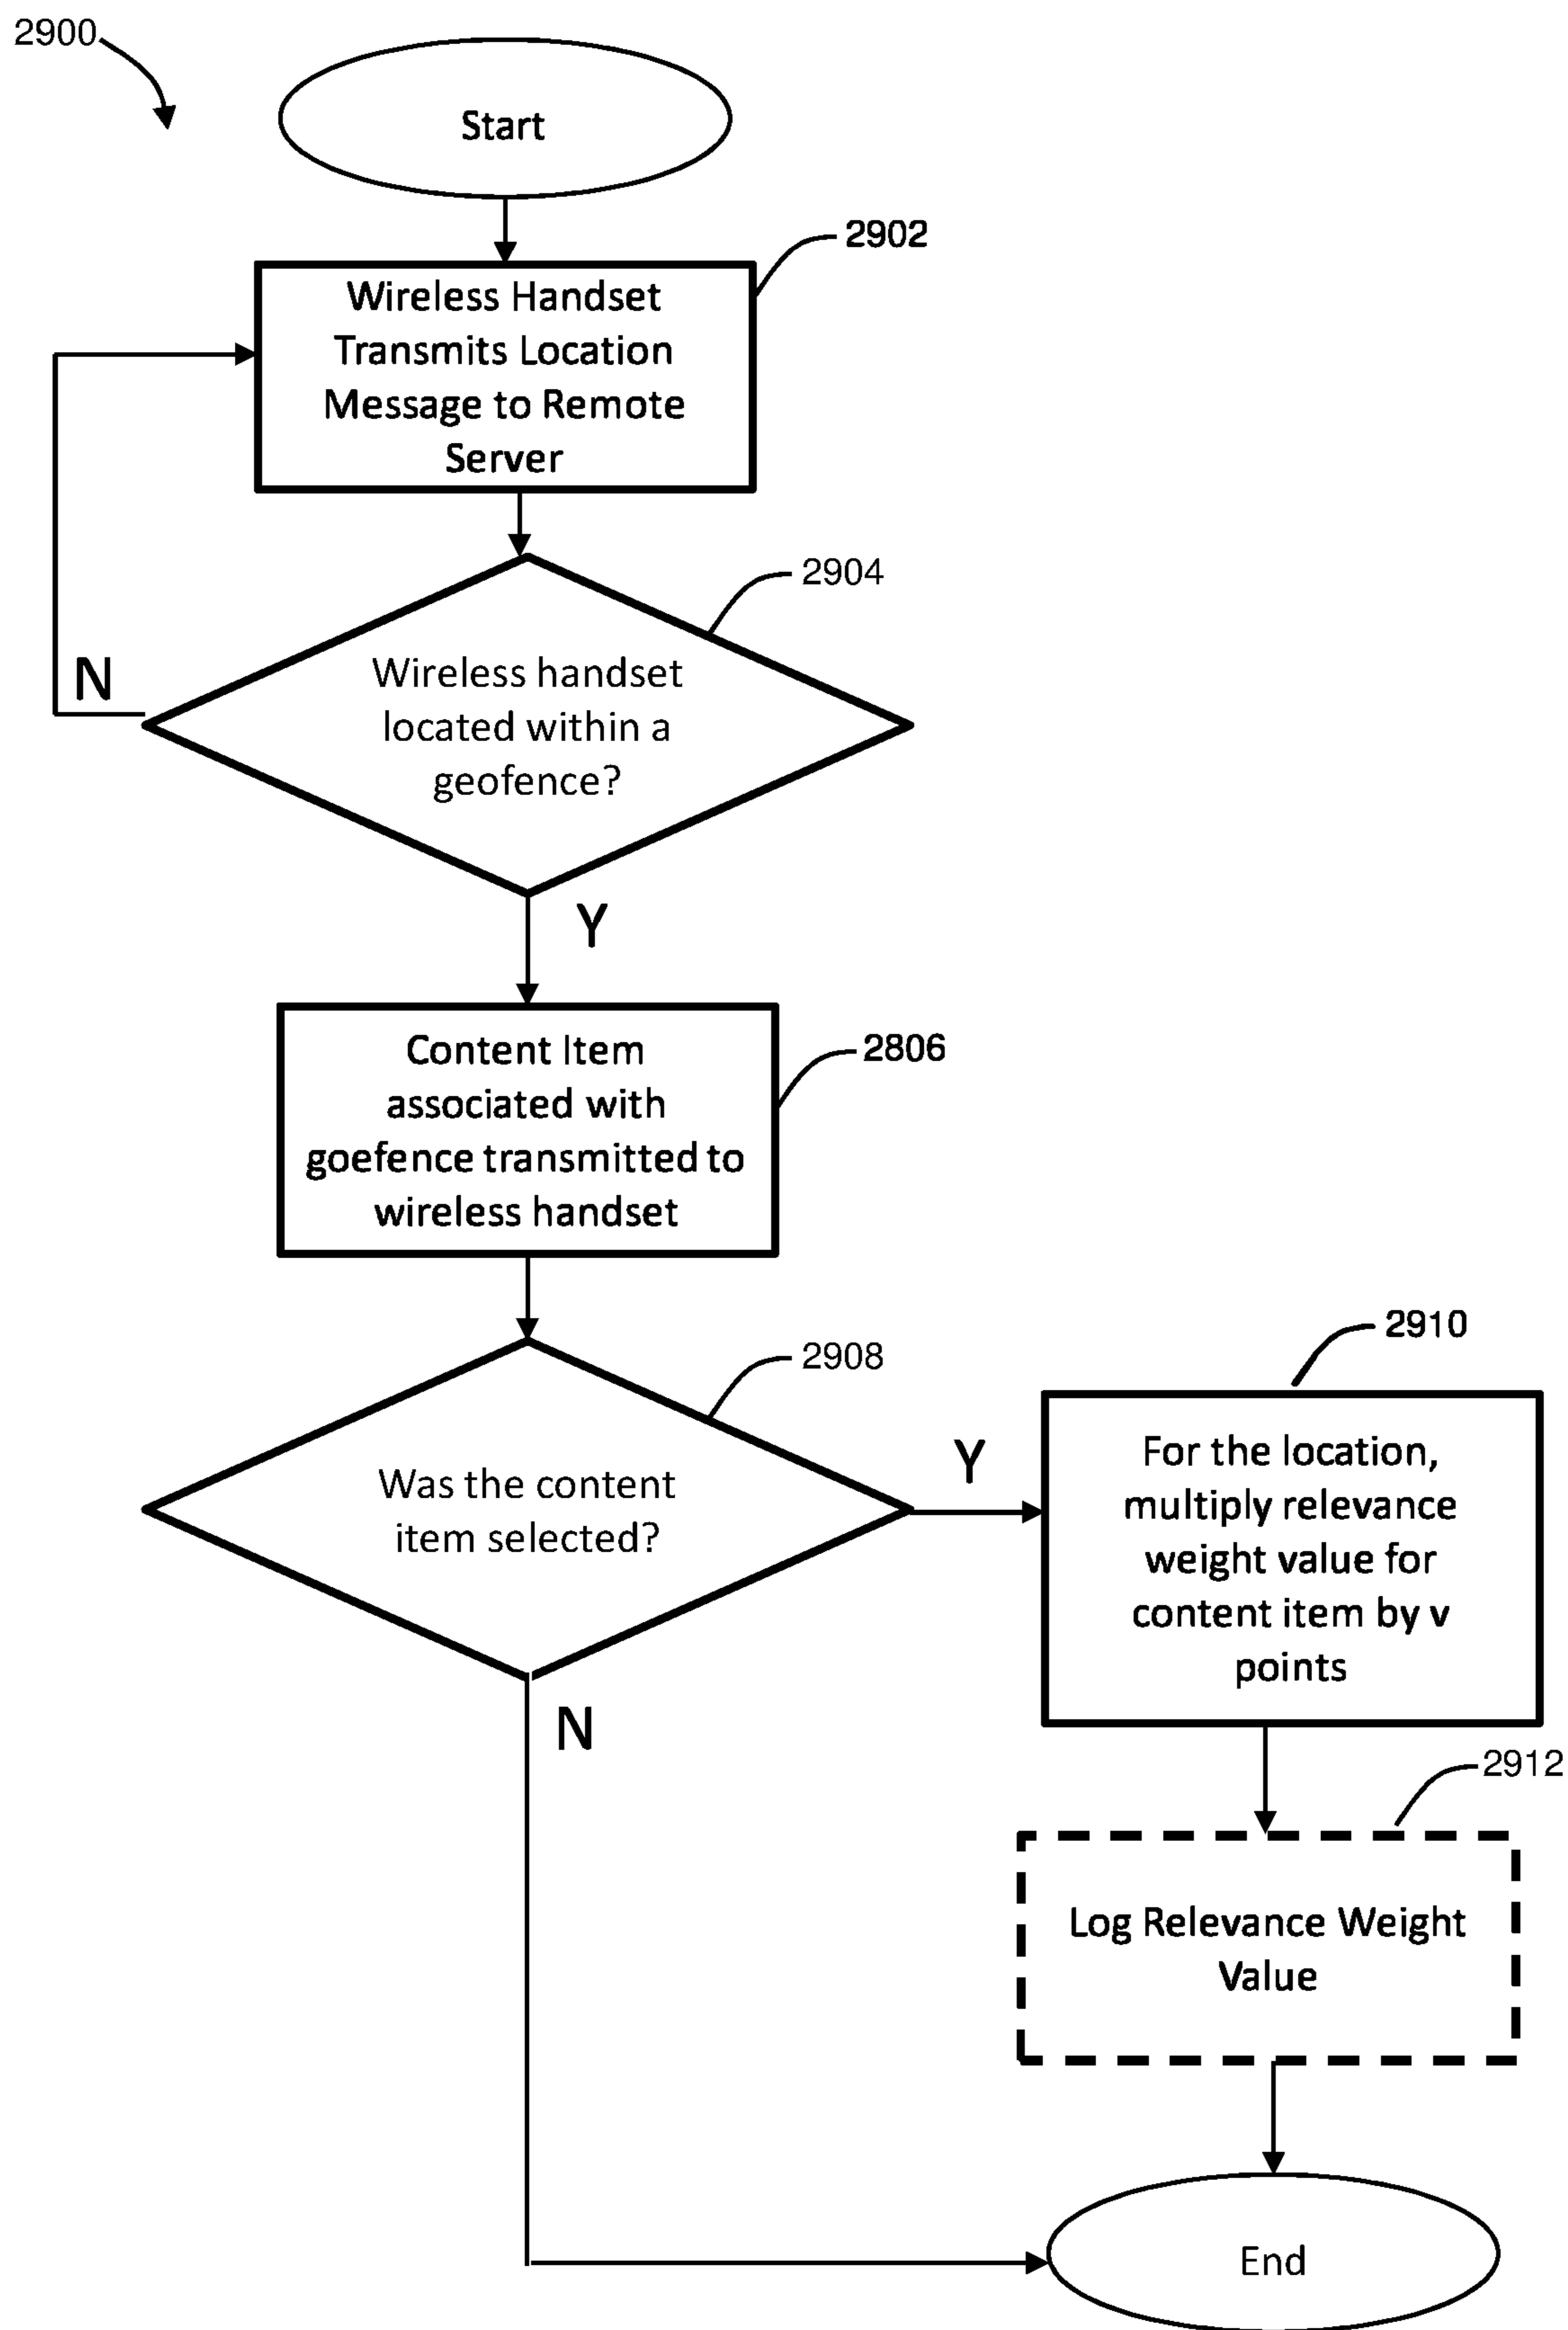 2900
Start
2902
Wireless Handset
Transmits Location
Message to Remote
Server
2904
Wireless handset
located within a
geofence?
N
Y
2806
Content Item
associated with
goefence transmitted to
wireless handset
2908
Was the content
item selected?
Y
N
2910
For the location,
multiply relevance
weight value for
content item by v
points
2912
Log Relevance Weight
Value
End